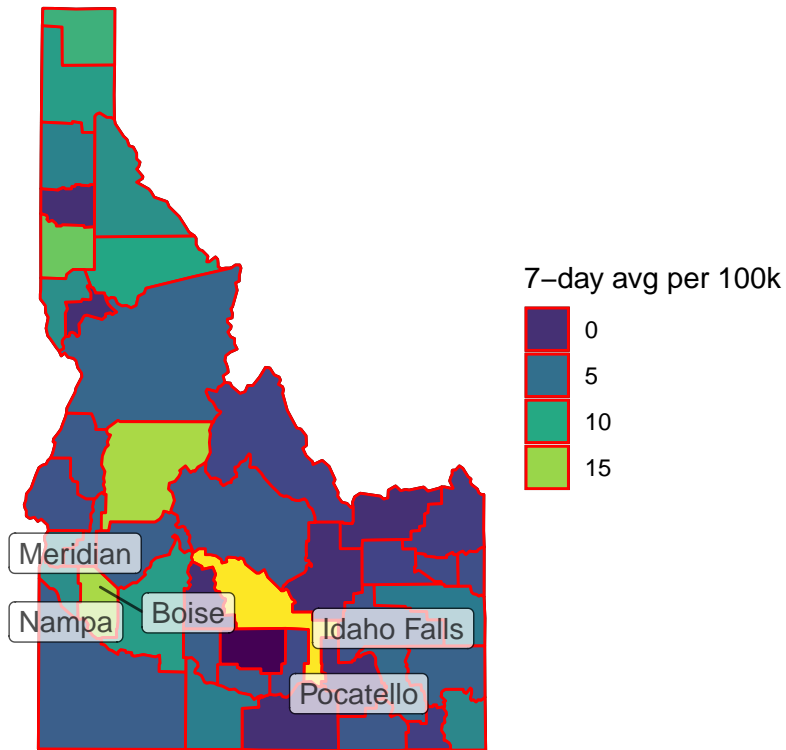 7−day avg per 100k
0
5
10
15
Meridian
Nampa
Boise
Idaho Falls
Pocatello